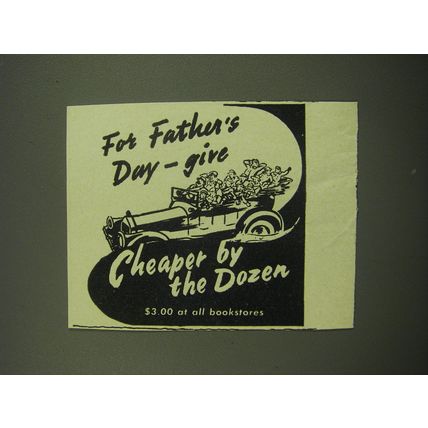 For Father's
Day – give
Cheaper by
the Dozen
$3.00 at all bookstores